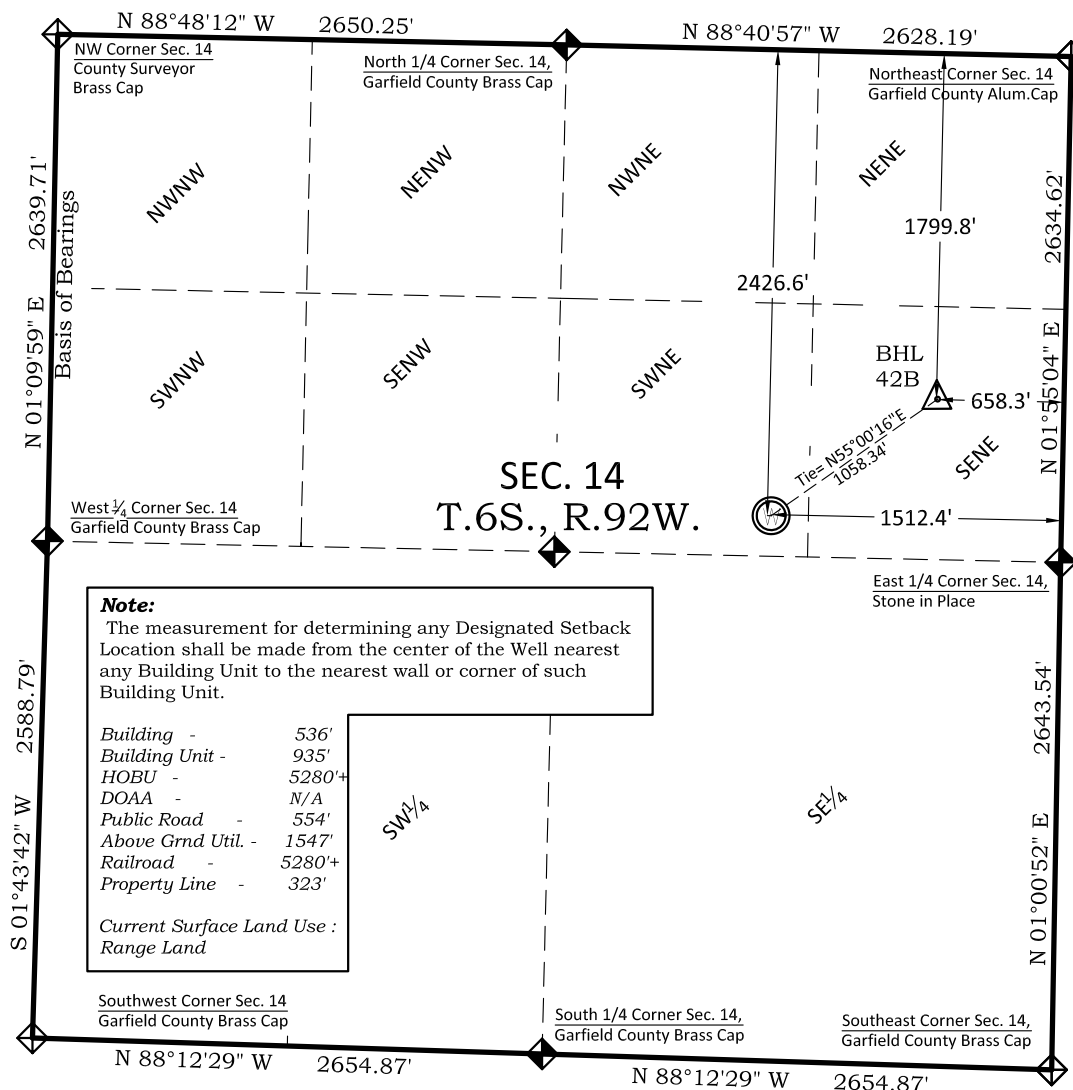 N 88°48'12" W 2650.25'
N 88°40'57" W 2628.19'
NW Corner Sec. 14
County Surveyor
Brass Cap
North 1/4 Corner Sec. 14,
Garfield County Brass Cap
Northeast Corner Sec. 14
Garfield County Alum.Cap
N 01°09'59" E 2639.71'
Basis of Bearings
NWNW
NENW
NWNE
NENE
2634.62'
N 01°55'04" E
1799.8'
2426.6'
SWNW
SENW
SWNE
BHL
42B
658.3'
SENE
Tie= N55°00'16"E
1058.34'
SEC. 14
T.6S., R.92W.
1512.4'
West 1/4 Corner Sec. 14
Garfield County Brass Cap
East 1/4 Corner Sec. 14,
Stone in Place
Note:
The measurement for determining any Designated Setback
Location shall be made from the center of the Well nearest
any Building Unit to the nearest wall or corner of such
Building Unit.
Building - 536'
Building Unit - 935'
HOBU - 5280'+
DOAA - N/A
Public Road - 554'
Above Grnd Util. - 1547'
Railroad - 5280'+
Property Line - 323'
Current Surface Land Use :
Range Land
S 01°43'42" W 2588.79'
SW1/4
SE1/4
N 01°00'52" E 2643.54'
Southwest Corner Sec. 14
Garfield County Brass Cap
South 1/4 Corner Sec. 14,
Garfield County Brass Cap
Southeast Corner Sec. 14,
Garfield County Brass Cap
N 88°12'29" W 2654.87'
N 88°12'29" W 2654.87'